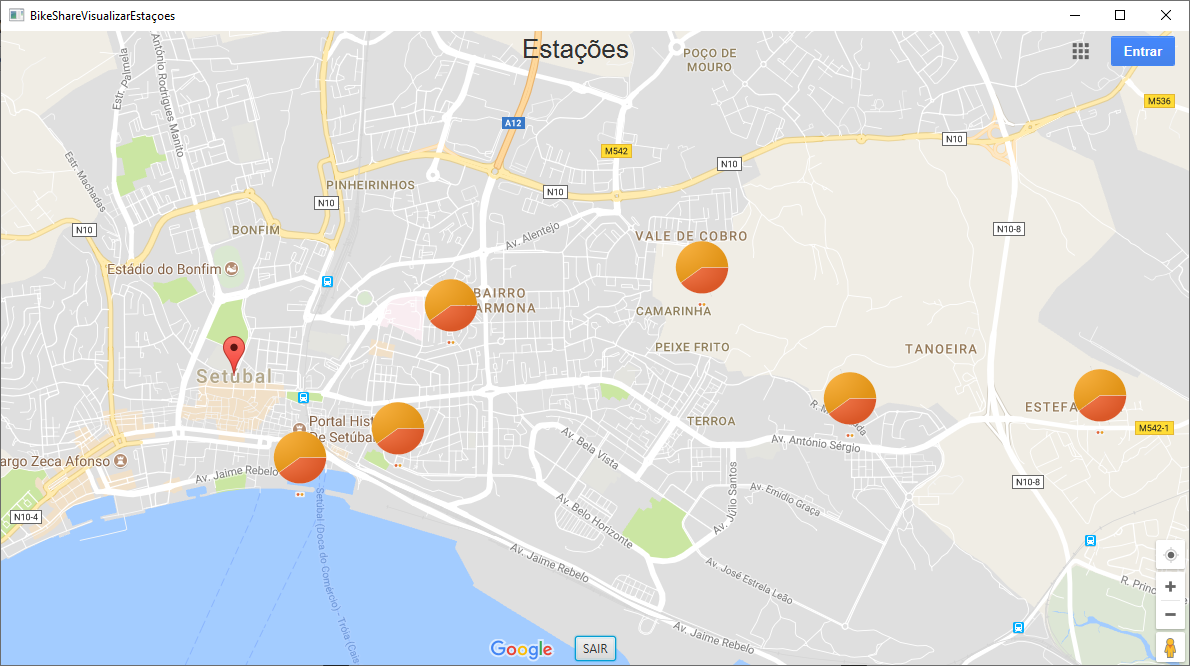 BikeShareVisualizarEstaçoes
Estações
Entrar
POÇO DE
MOURO
M536
Estr. Palmela
António Rodrigues Manito
A12
N10
M542
Estr. Machadas
N10
PINHEIRINHOS
N10
N10
N10
BONFIM
Av. Alentejo
VALE DE COBRO
N10-8
Estádio do Bonfim
BAIRRO
ARMONA
CAMARINHA
PEIXE FRITO
TANOEIRA
Setúbal
ESTEFA
Portal Hist
De Setúba
TERROA
M542-1
Av. António Sérgio
Av. Bela Vista
argo Zeca Afonso
Av. Jaime Rebelo
Av. Júlio Santos
Av. Emídio Graça
N10-8
N10-4
Av. Belo Horizonte
Setúbal (Doca do Comércio) - Tróia (Cais
Av. Jaime Rebelo
Av. José Estrela Leão
R. Princ
Av. Jaime Rebelo
Google
SAIR